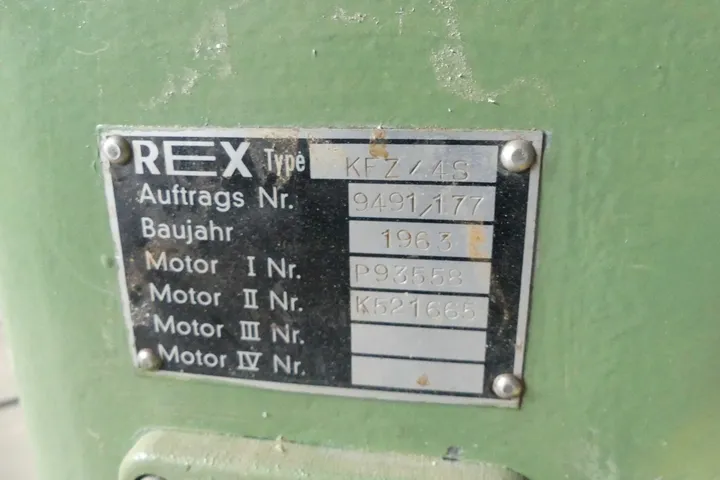 REX Type KFZ/4S
Auftrags Nr. 9491/177
Baujahr 1963
Motor I Nr. P93558
Motor II Nr. K521665
Motor III Nr.
Motor IV Nr.